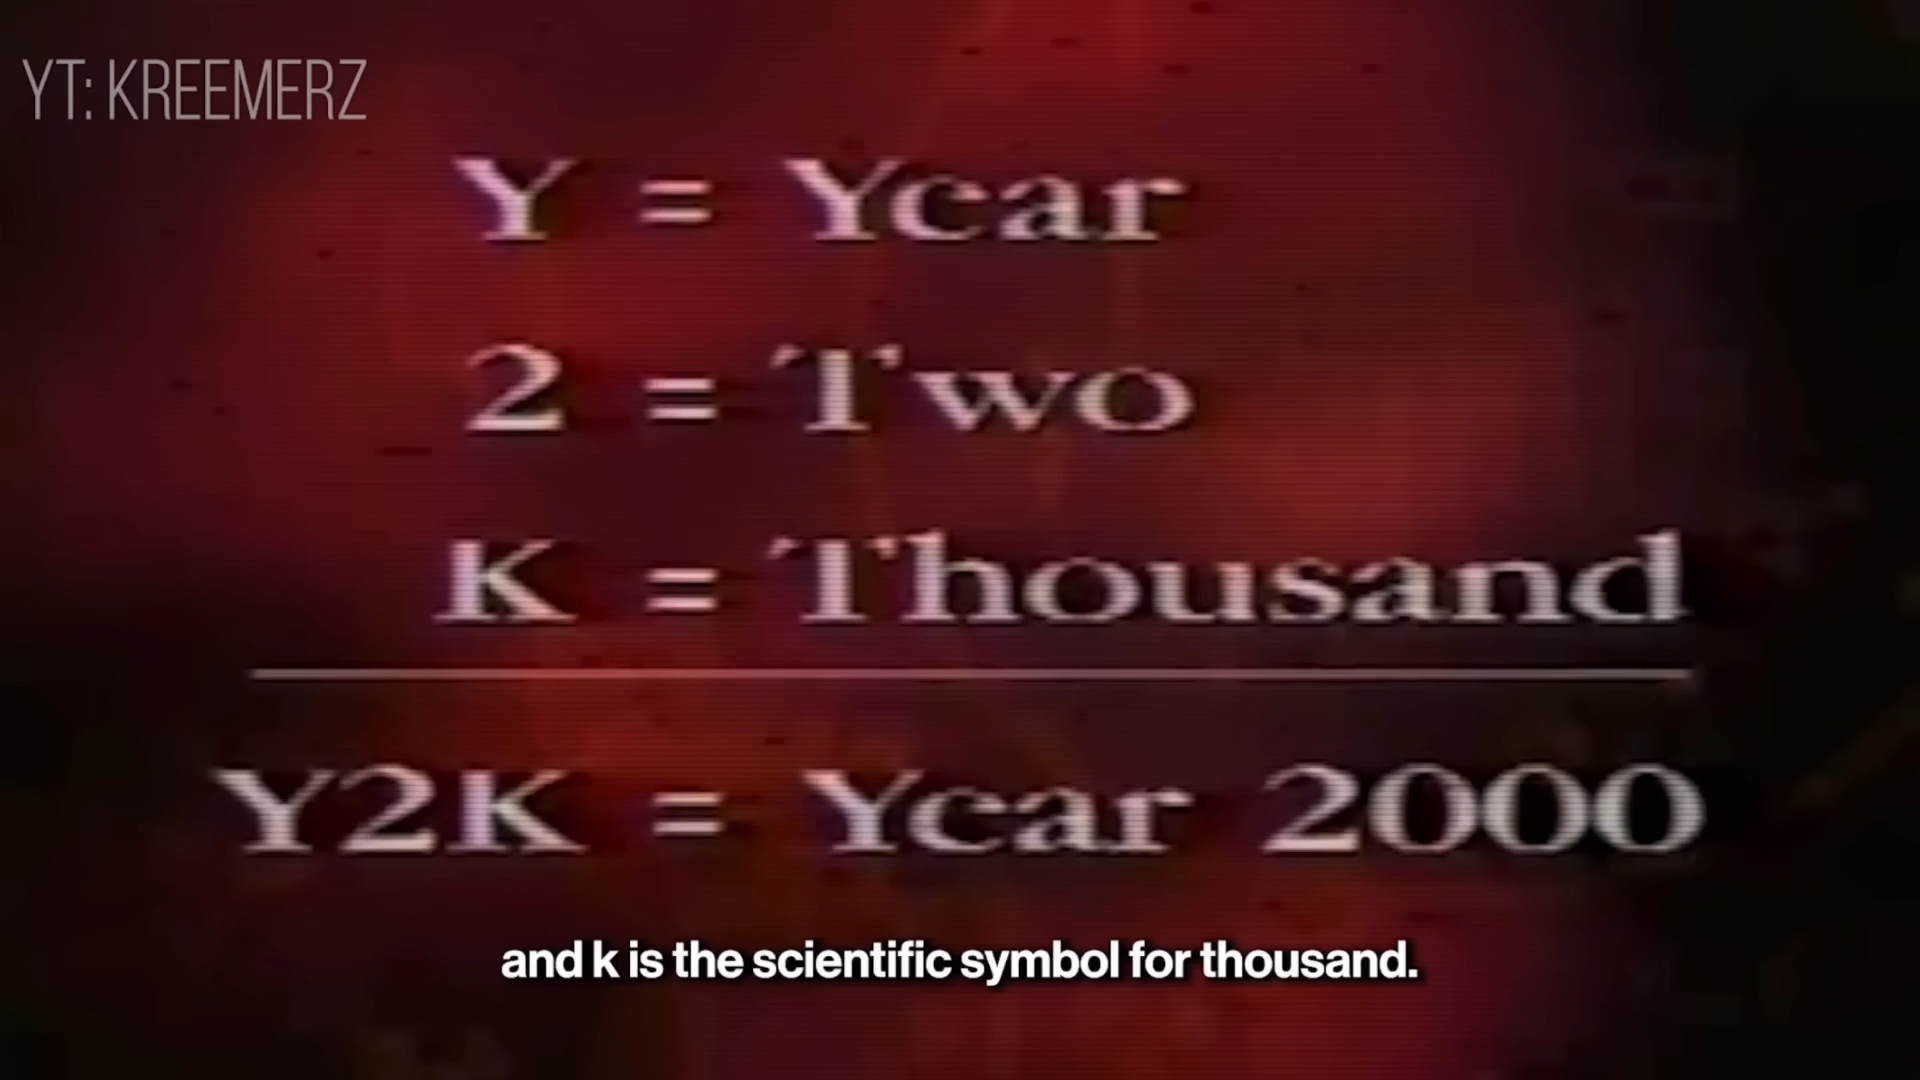 YT: KREEMERZ
Y = Year
2 = Two
K = Thousand
Y2K = Year 2000
and k is the scientific symbol for thousand.